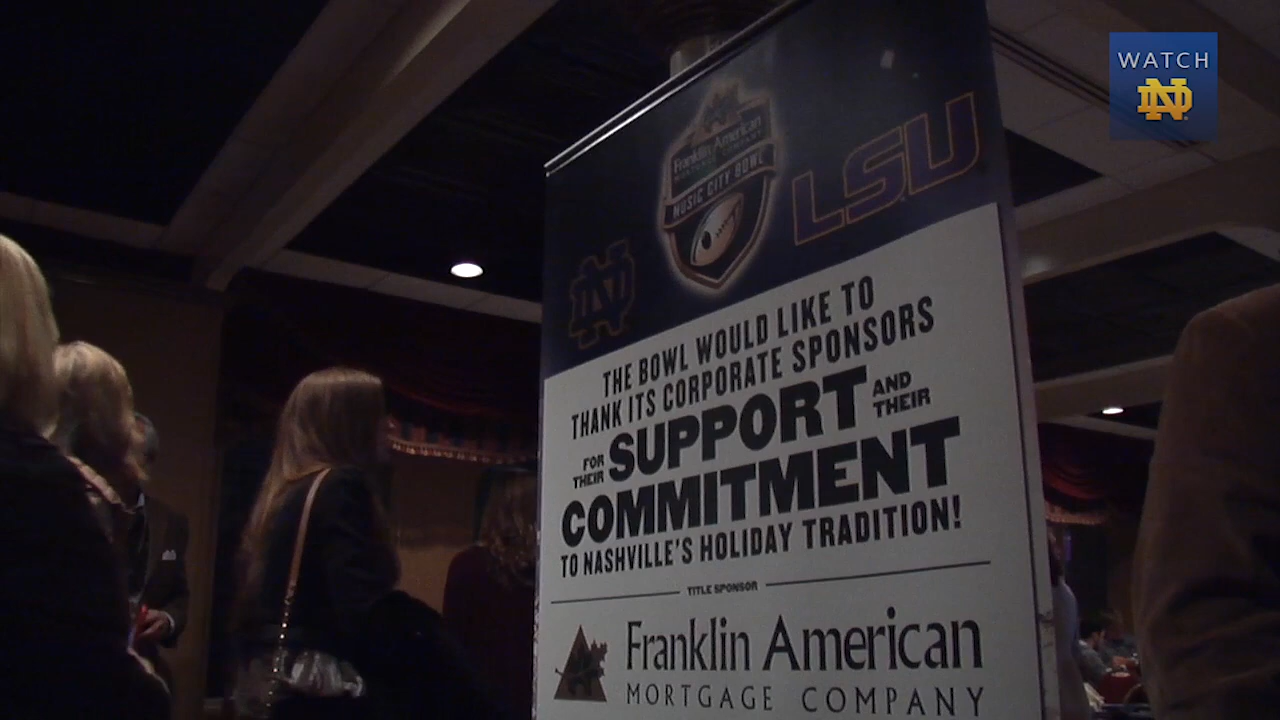 WATCH
ND
Franklin American
MORTGAGE COMPANY
MUSIC CITY BOWL
LSU
ND
THE BOWL WOULD LIKE TO
THANK ITS CORPORATE SPONSORS
FOR THEIR SUPPORT AND THEIR
COMMITMENT
TO NASHVILLE'S HOLIDAY TRADITION!
TITLE SPONSOR
Franklin American
MORTGAGE COMPANY